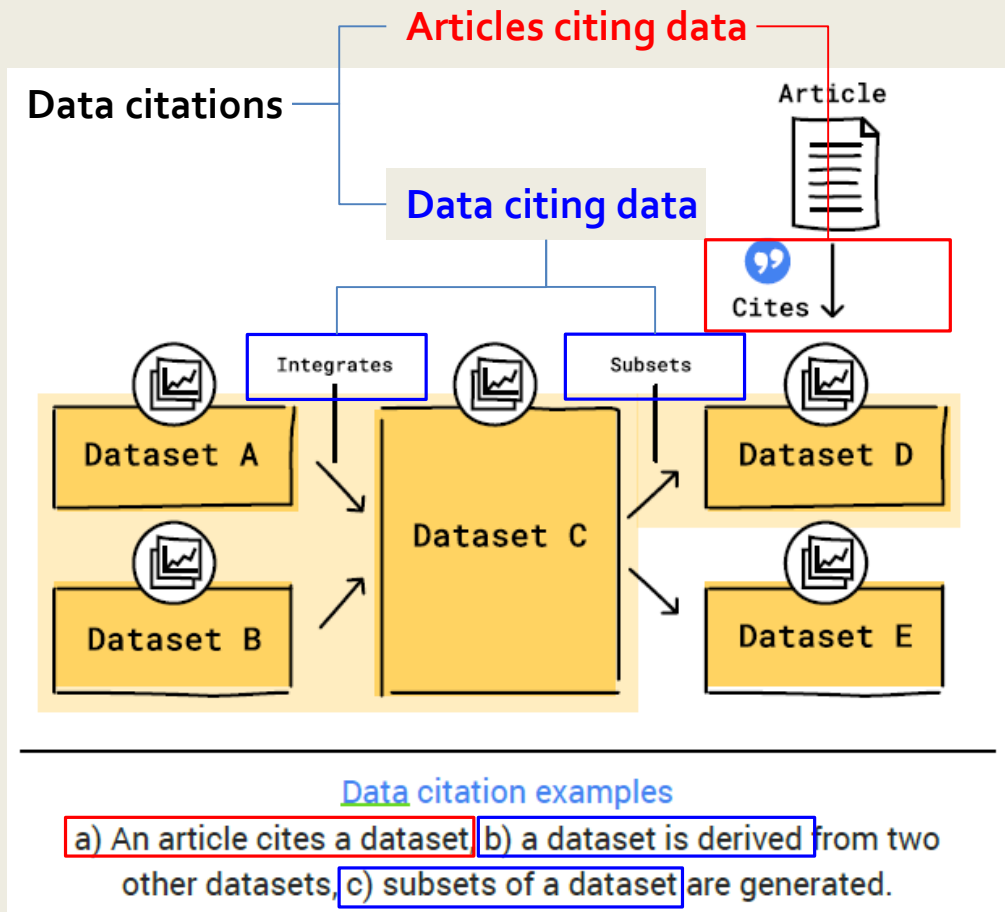 Articles citing data
Data citations
Article
Data citing data
Cites
Integrates
Subsets
Dataset A
Dataset D
Dataset C
Dataset B
Dataset E
Data citation examples
a) An article cites a dataset, b) a dataset is derived from two
other datasets, c) subsets of a dataset are generated.